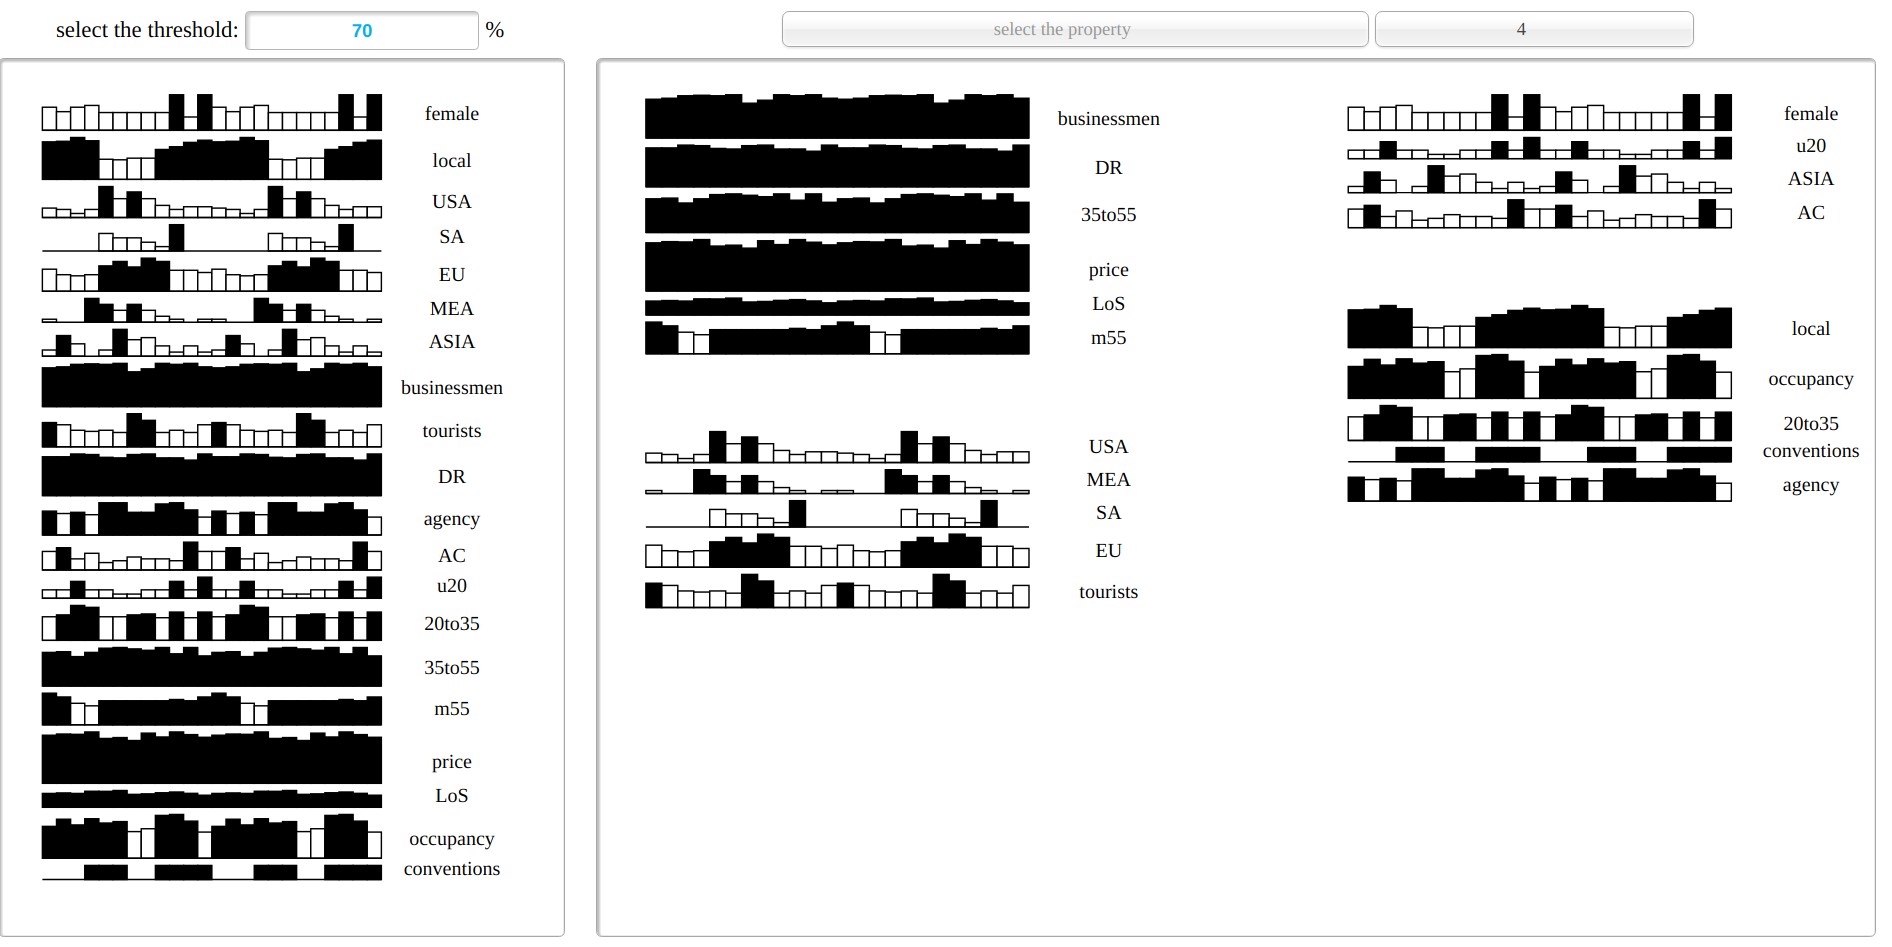 select the threshold: 70 %
select the property 4
female
local
USA
SA
EU
MEA
ASIA
businessmen
tourists
DR
agency
AC
u20
20to35
35to55
m55
price
LoS
occupancy
conventions
businessmen
DR
35to55
price
LoS
m55
USA
MEA
SA
EU
tourists
female
u20
ASIA
AC
local
occupancy
20to35
conventions
agency